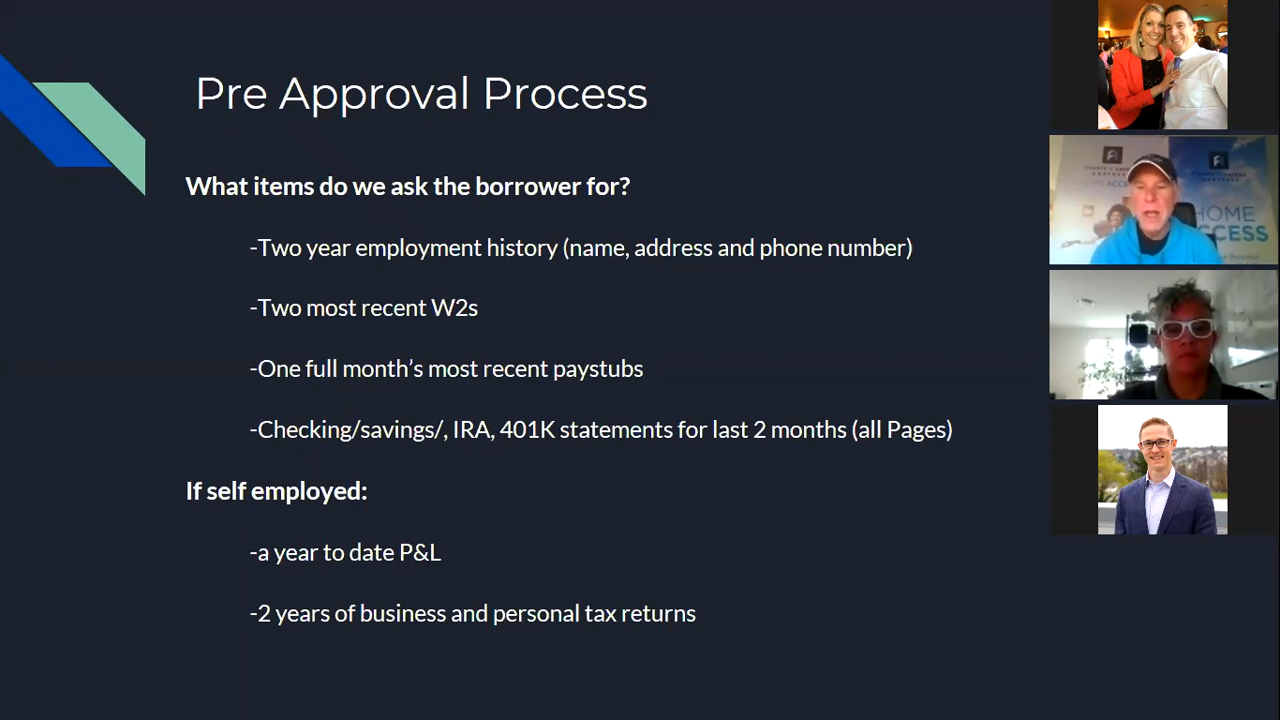 Pre Approval Process
What items do we ask the borrower for?
-Two year employment history (name, address and phone number)
-Two most recent W2s
-One full month’s most recent paystubs
-Checking/savings/, IRA, 401K statements for last 2 months (all Pages)
If self employed:
-a year to date P&L
-2 years of business and personal tax returns
HOME